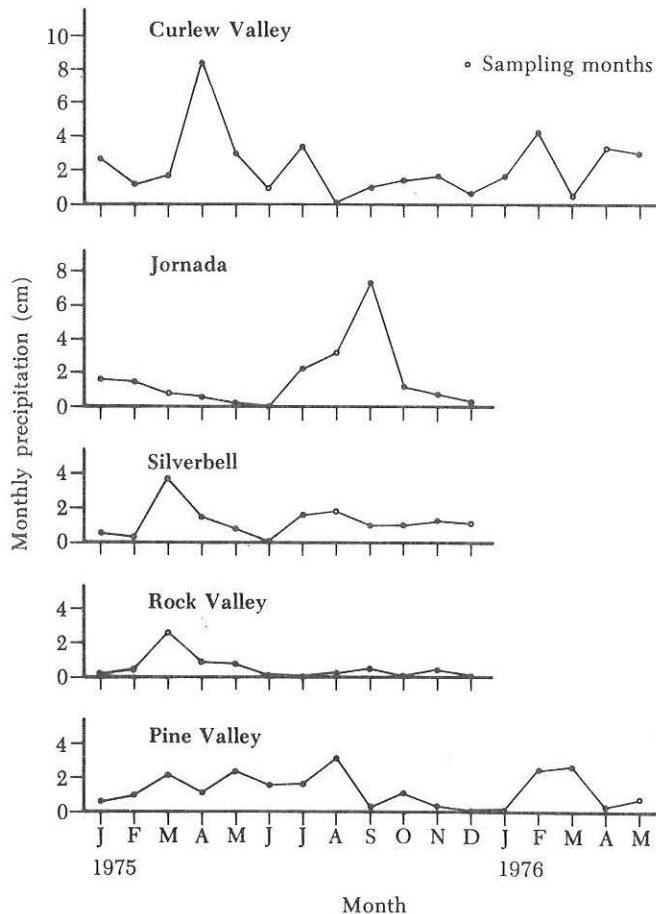 Curlew Valley
° Sampling months
10
8
6
4
2
0
Jornada
8
6
4
2
0
Monthly precipitation (cm)
Silverbell
4
2
0
Rock Valley
4
2
0
Pine Valley
4
2
0
J F M A M J J A S O N D J F M A M
1975 1976
Month